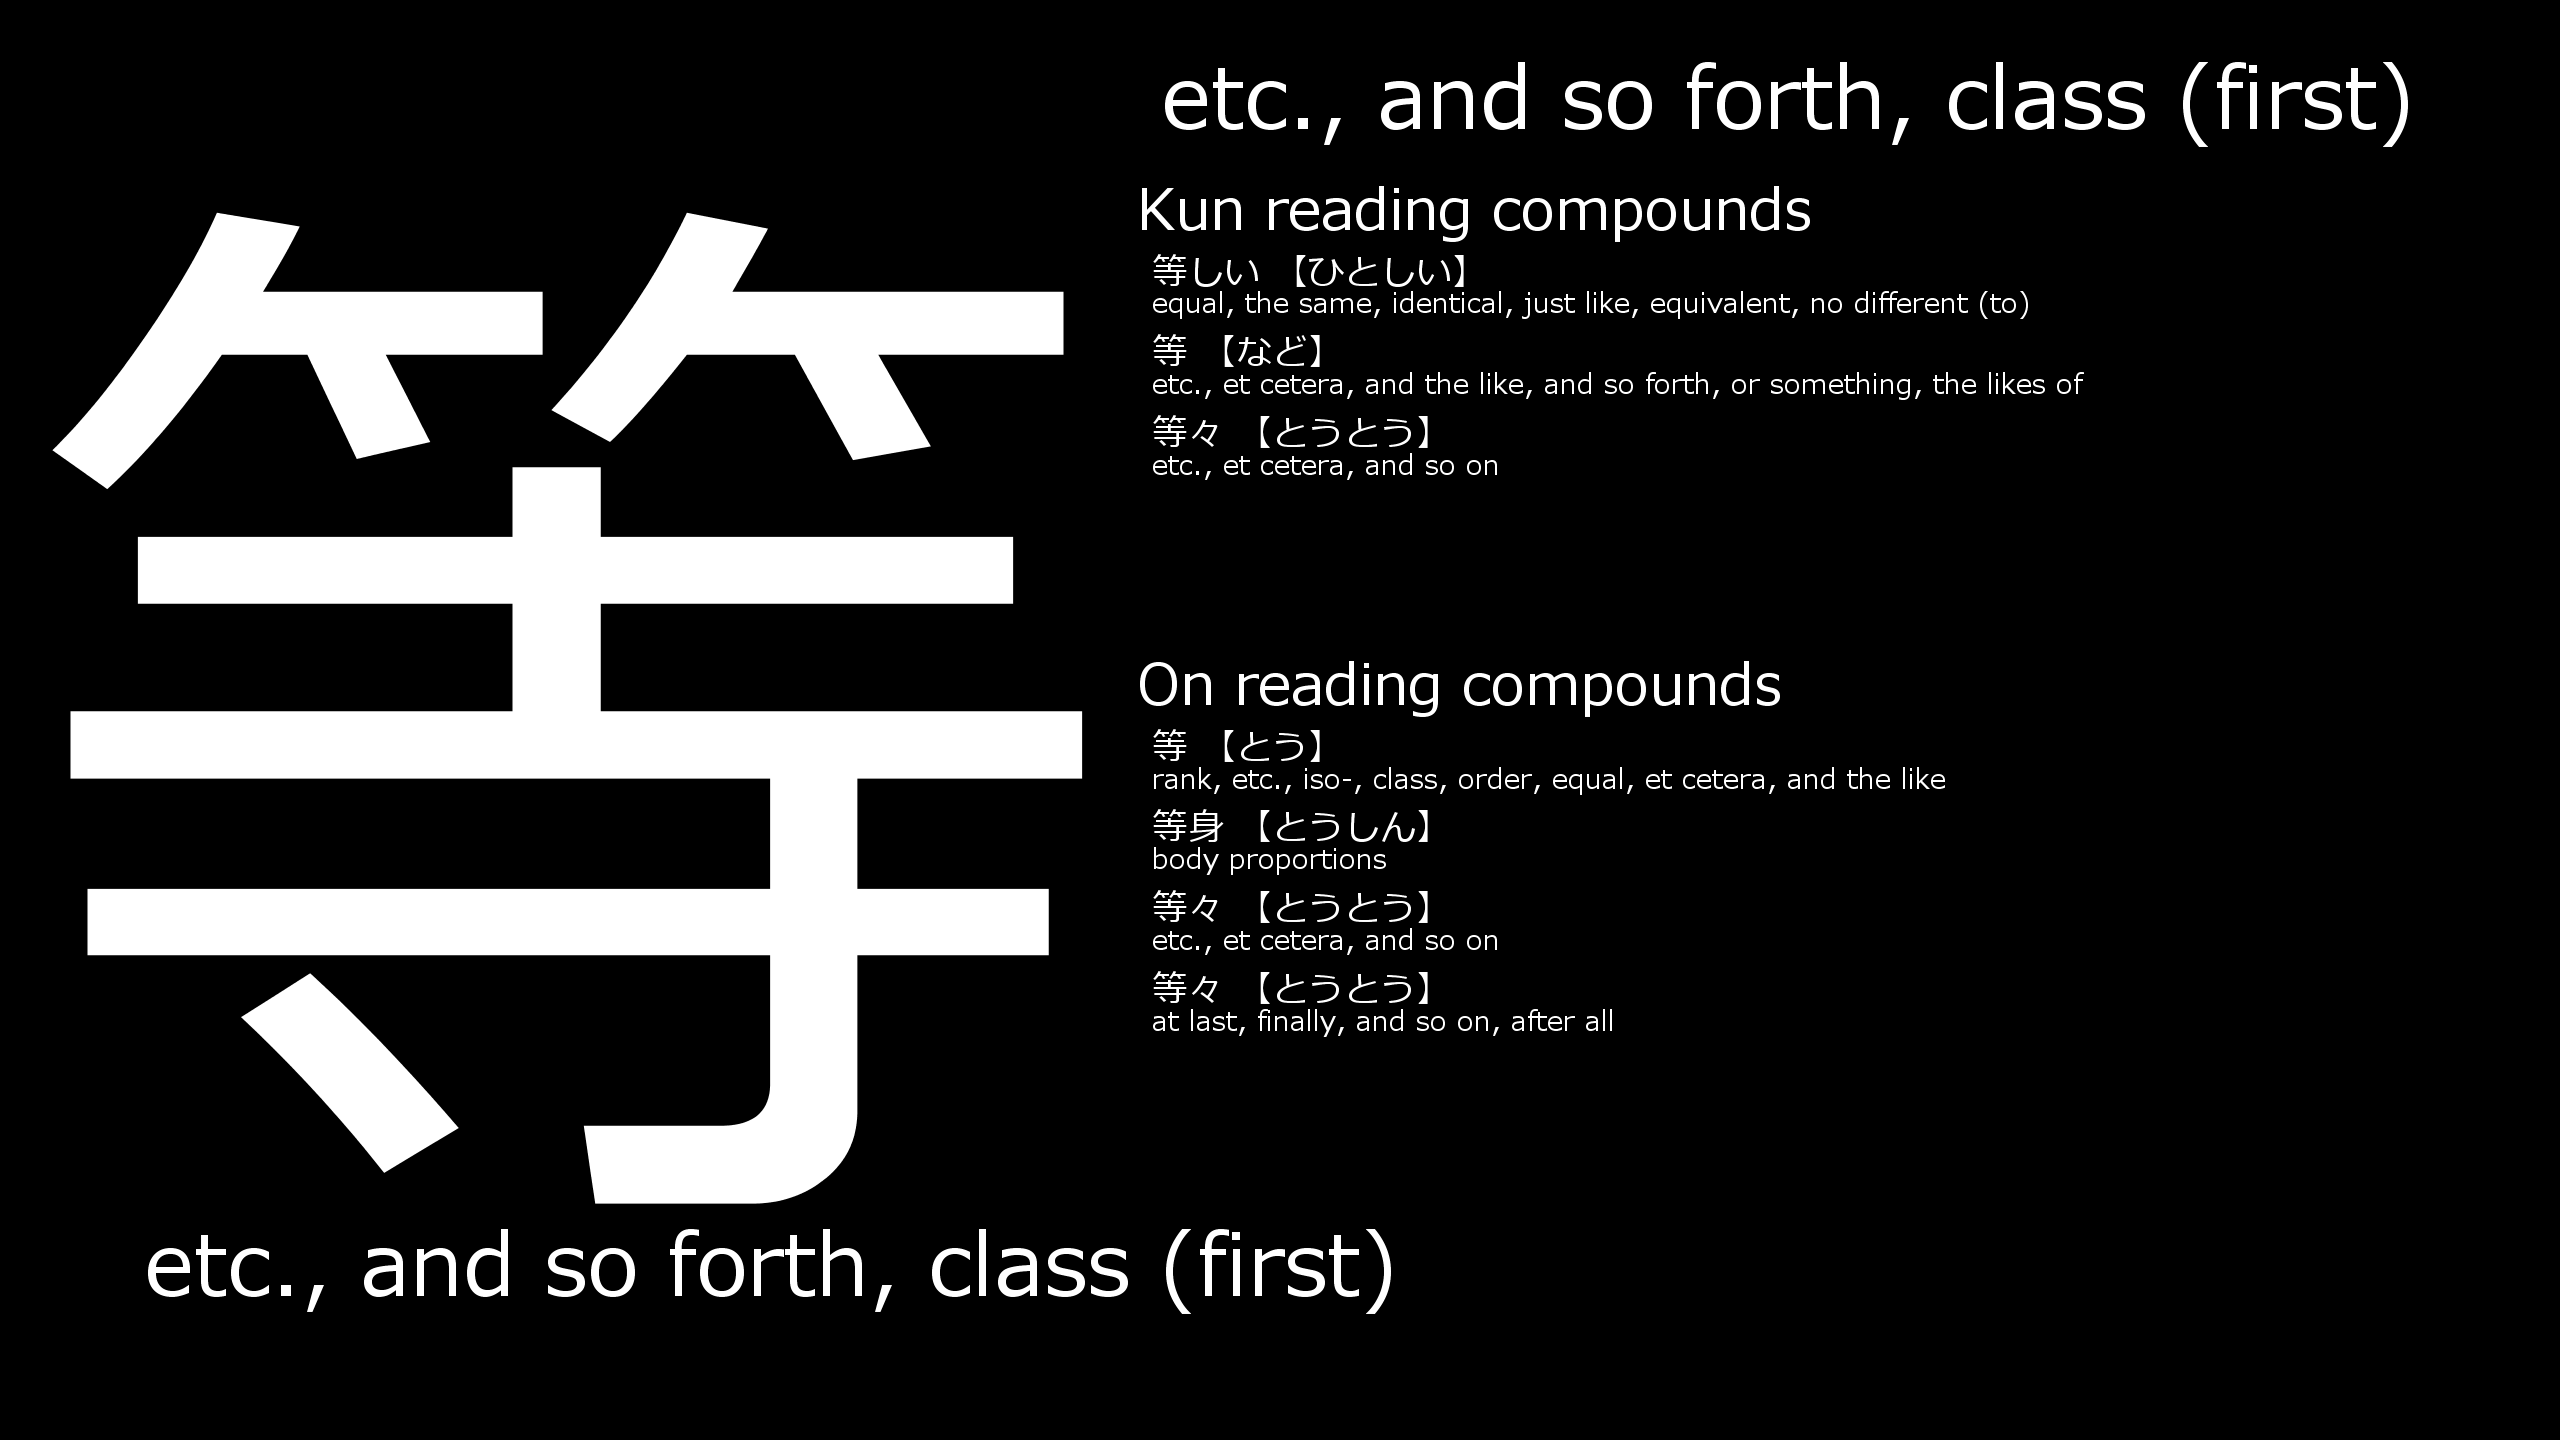 等
etc., and so forth, class (first)
etc., and so forth, class (first)
Kun reading compounds
等しい 【ひとしい】
equal, the same, identical, just like, equivalent, no different (to)
等 【など】
etc., et cetera, and the like, and so forth, or something, the likes of
等々 【とうとう】
etc., et cetera, and so on
On reading compounds
等 【とう】
rank, etc., iso-, class, order, equal, et cetera, and the like
等身 【とうしん】
body proportions
等々 【とうとう】
etc., et cetera, and so on
等々 【とうとう】
at last, finally, and so on, after all